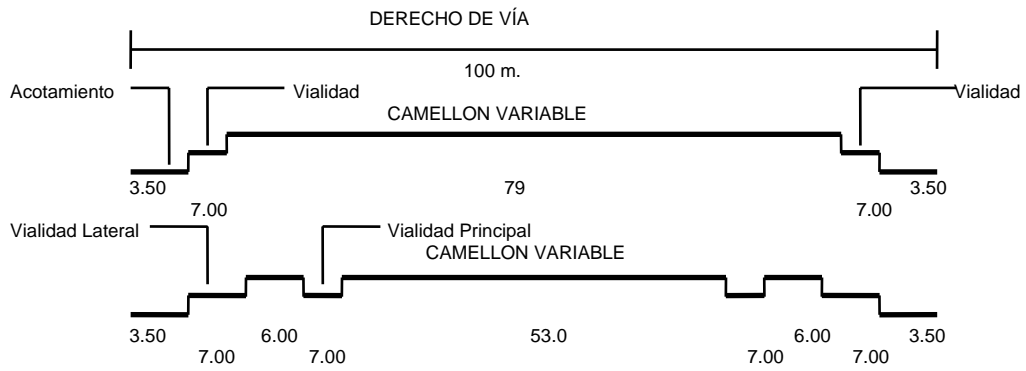 DERECHO DE VÍA
100 m.
Acotamiento Vialidad Vialidad
CAMELLON VARIABLE
3.50 79 3.50
7.00 7.00
Vialidad Lateral Vialidad Principal
CAMELLON VARIABLE
3.50 6.00 53.0 6.00 3.50
7.00 7.00 7.00 7.00